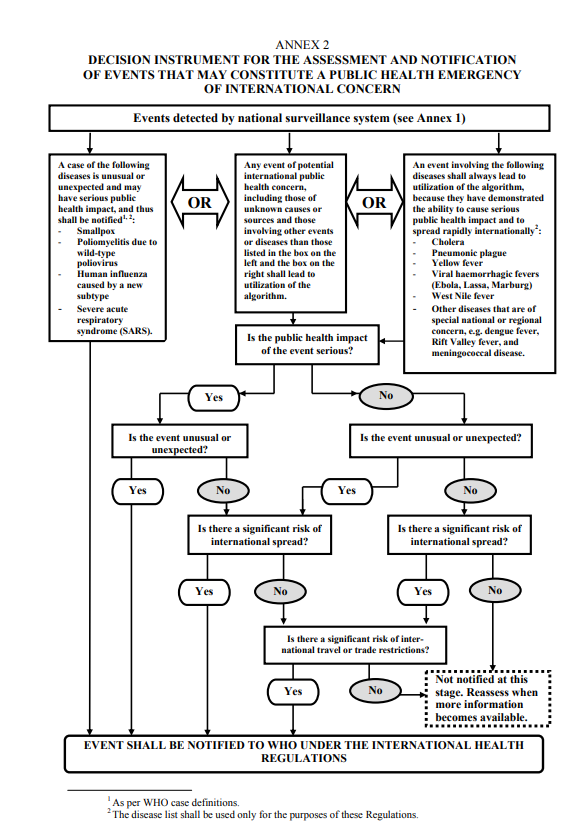 ANNEX 2
DECISION INSTRUMENT FOR THE ASSESSMENT AND NOTIFICATION
OF EVENTS THAT MAY CONSTITUTE A PUBLIC HEALTH EMERGENCY
OF INTERNATIONAL CONCERN
Events detected by national surveillance system (see Annex 1)
A case of the following
diseases is unusual or
unexpected and may
have serious public
health impact, and thus
shall be notified¹, ²:
- Smallpox
- Poliomyelitis due to
wild-type
poliovirus
- Human influenza
caused by a new
subtype
- Severe acute
respiratory
syndrome (SARS).
OR
Any event of potential
international public
health concern,
including those of
unknown causes or
sources and those
involving other events
or diseases than those
listed in the box on the
left and the box on the
right shall lead to
utilization of the
algorithm.
OR
An event involving the following
diseases shall always lead to
utilization of the algorithm,
because they have demonstrated
the ability to cause serious
public health impact and to
spread rapidly internationally²:
- Cholera
- Pneumonic plague
- Yellow fever
- Viral haemorrhagic fevers
(Ebola, Lassa, Marburg)
- West Nile fever
- Other diseases that are of
special national or regional
concern, e.g. dengue fever,
Rift Valley fever, and
meningococcal disease.
Is the public health impact
of the event serious?
Yes
No
Is the event unusual or
unexpected?
Is the event unusual or unexpected?
Yes
No
Yes
No
Is there a significant risk of
international spread?
Is there a significant risk of
international spread?
Yes
No
Yes
No
Is there a significant risk of inter-
national travel or trade restrictions?
Yes
No
Not notified at this
stage. Reassess when
more information
becomes available.
EVENT SHALL BE NOTIFIED TO WHO UNDER THE INTERNATIONAL HEALTH
REGULATIONS
¹ As per WHO case definitions.
² The disease list shall be used only for the purposes of these Regulations.